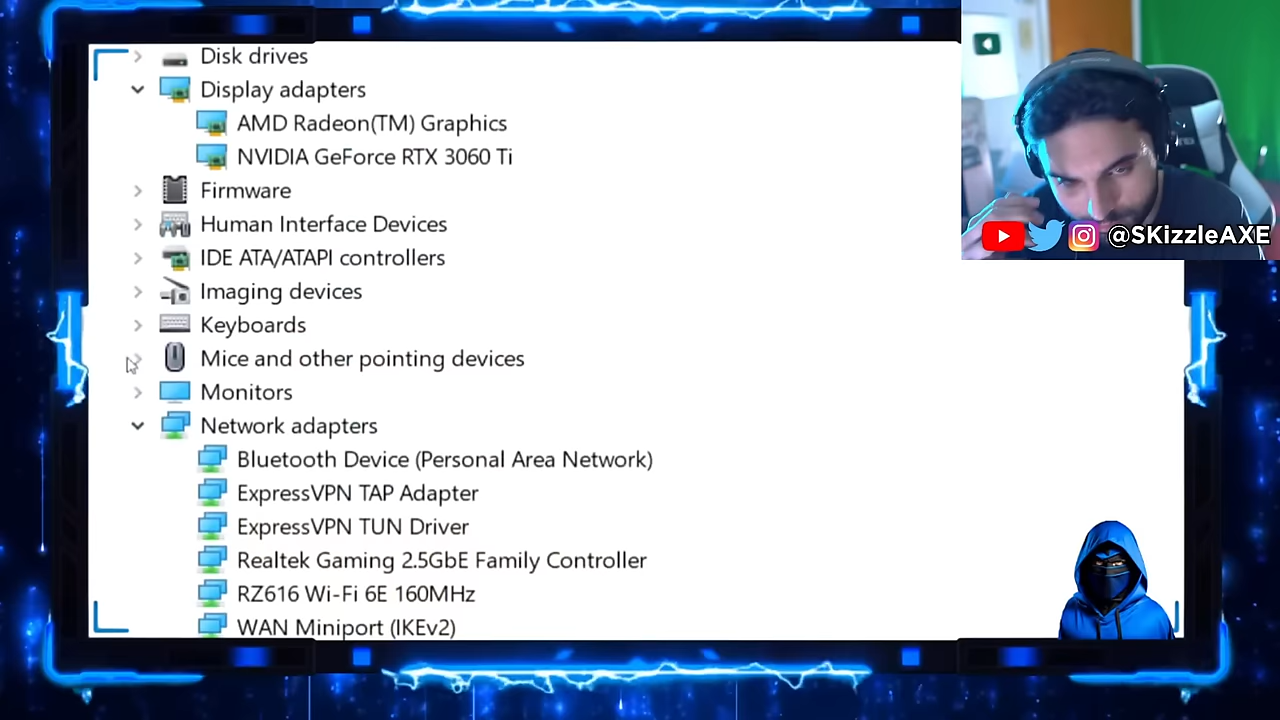 Disk drives
Display adapters
AMD Radeon(TM) Graphics
NVIDIA GeForce RTX 3060 Ti
Firmware
Human Interface Devices
@SKizzleAXE
IDE ATA/ATAPI controllers
Imaging devices
Keyboards
Mice and other pointing devices
Monitors
Network adapters
Bluetooth Device (Personal Area Network)
ExpressVPN TAP Adapter
ExpressVPN TUN Driver
Realtek Gaming 2.5GbE Family Controller
RZ616 Wi-Fi 6E 160MHz
WAN Miniport (IKEv2)